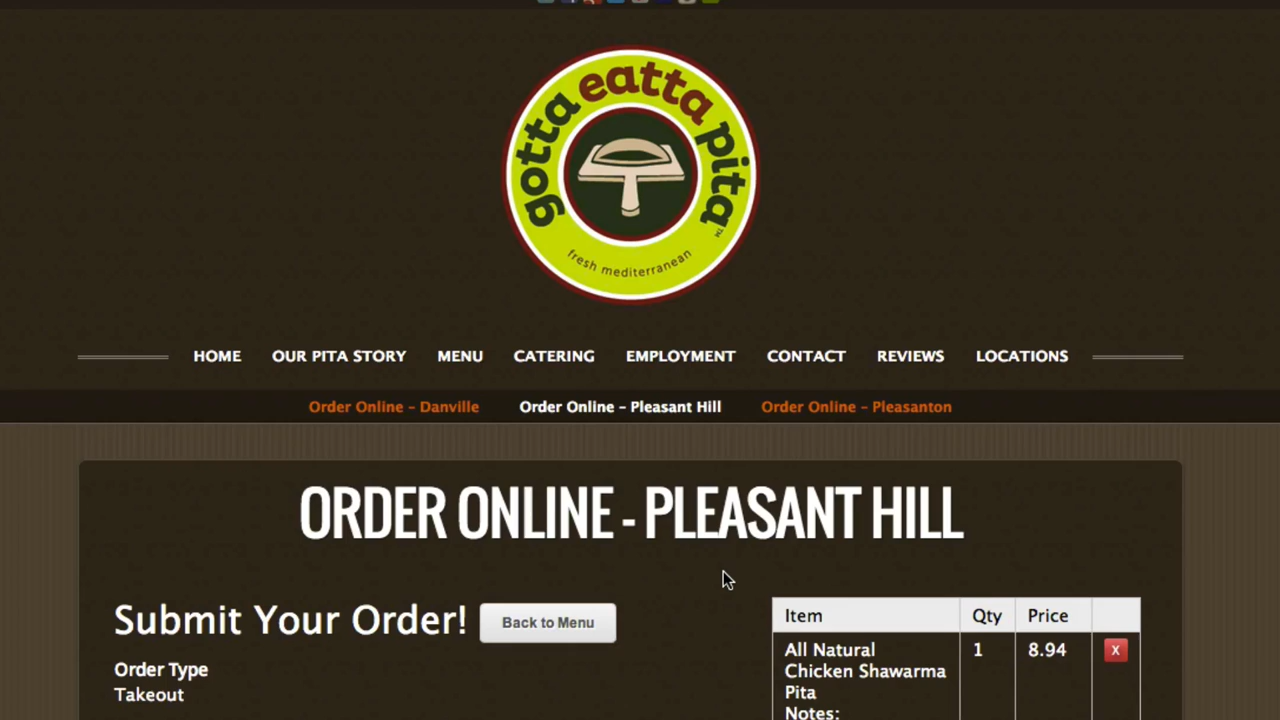 gotta eatta pita™
fresh mediterranean
HOME OUR PITA STORY MENU CATERING EMPLOYMENT CONTACT REVIEWS LOCATIONS
Order Online – Danville Order Online – Pleasant Hill Order Online – Pleasanton
ORDER ONLINE - PLEASANT HILL
Submit Your Order! Back to Menu
Order Type
Takeout
Item Qty Price
All Natural 1 8.94 X
Chicken Shawarma
Pita
Notes: